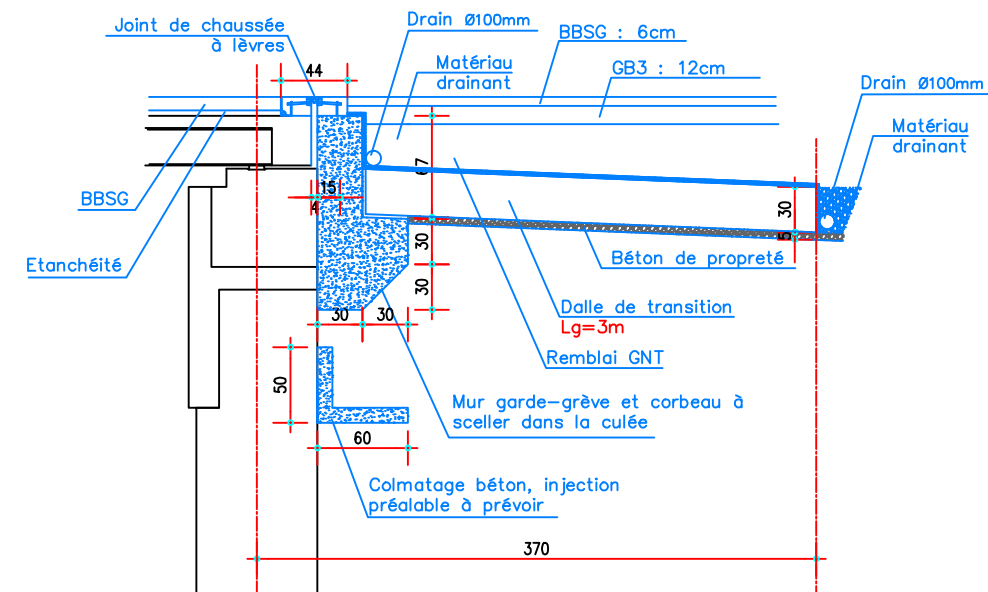 Joint de chaussée
à lèvres
Drain Ø100mm
BBSG : 6cm
Matériau
drainant
GB3 : 12cm
Drain Ø100mm
Matériau
drainant
44
67
15
4
30
5
30
30
30
30
BBSG
Etanchéité
Béton de propreté
Dalle de transition
Lg=3m
Remblai GNT
50
60
Mur garde-grève et corbeau à
sceller dans la culée
Colmatage béton, injection
préalable à prévoir
370